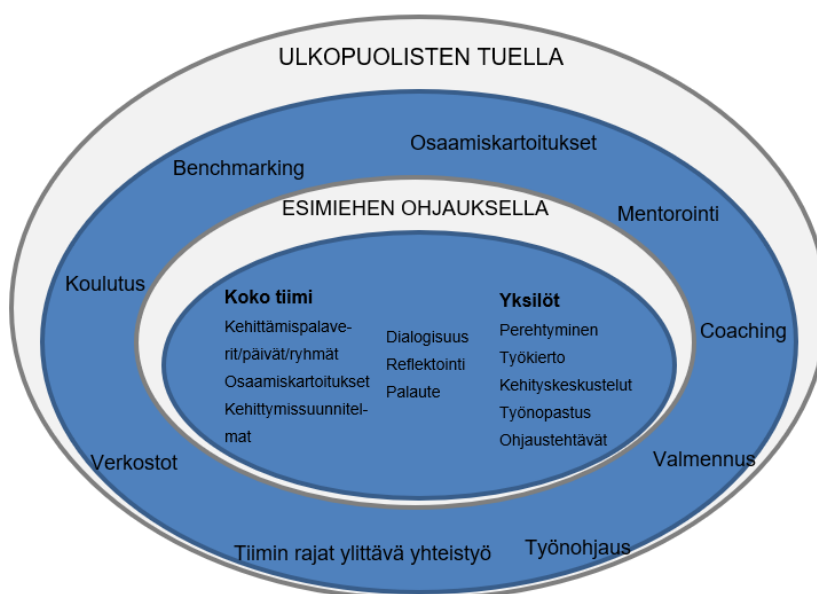 ULKOPUOLISTEN TUELLA
Osaamiskartoitukset
Benchmarking
Mentorointi
ESIMIEHEN OHJAUKSELLA
Koulutus
Coaching
Koko tiimi
Kehittämispalave-
rit/päivät/ryhmät
Osaamiskartoitukset
Kehittymissuunnitel-
mat
Dialogisuus
Reflektointi
Palaute
Yksilöt
Perehtyminen
Työkierto
Kehityskeskustelut
Työnopastus
Ohjaustehtävät
Verkostot
Valmennus
Tiimin rajat ylittävä yhteistyö
Työnohjaus